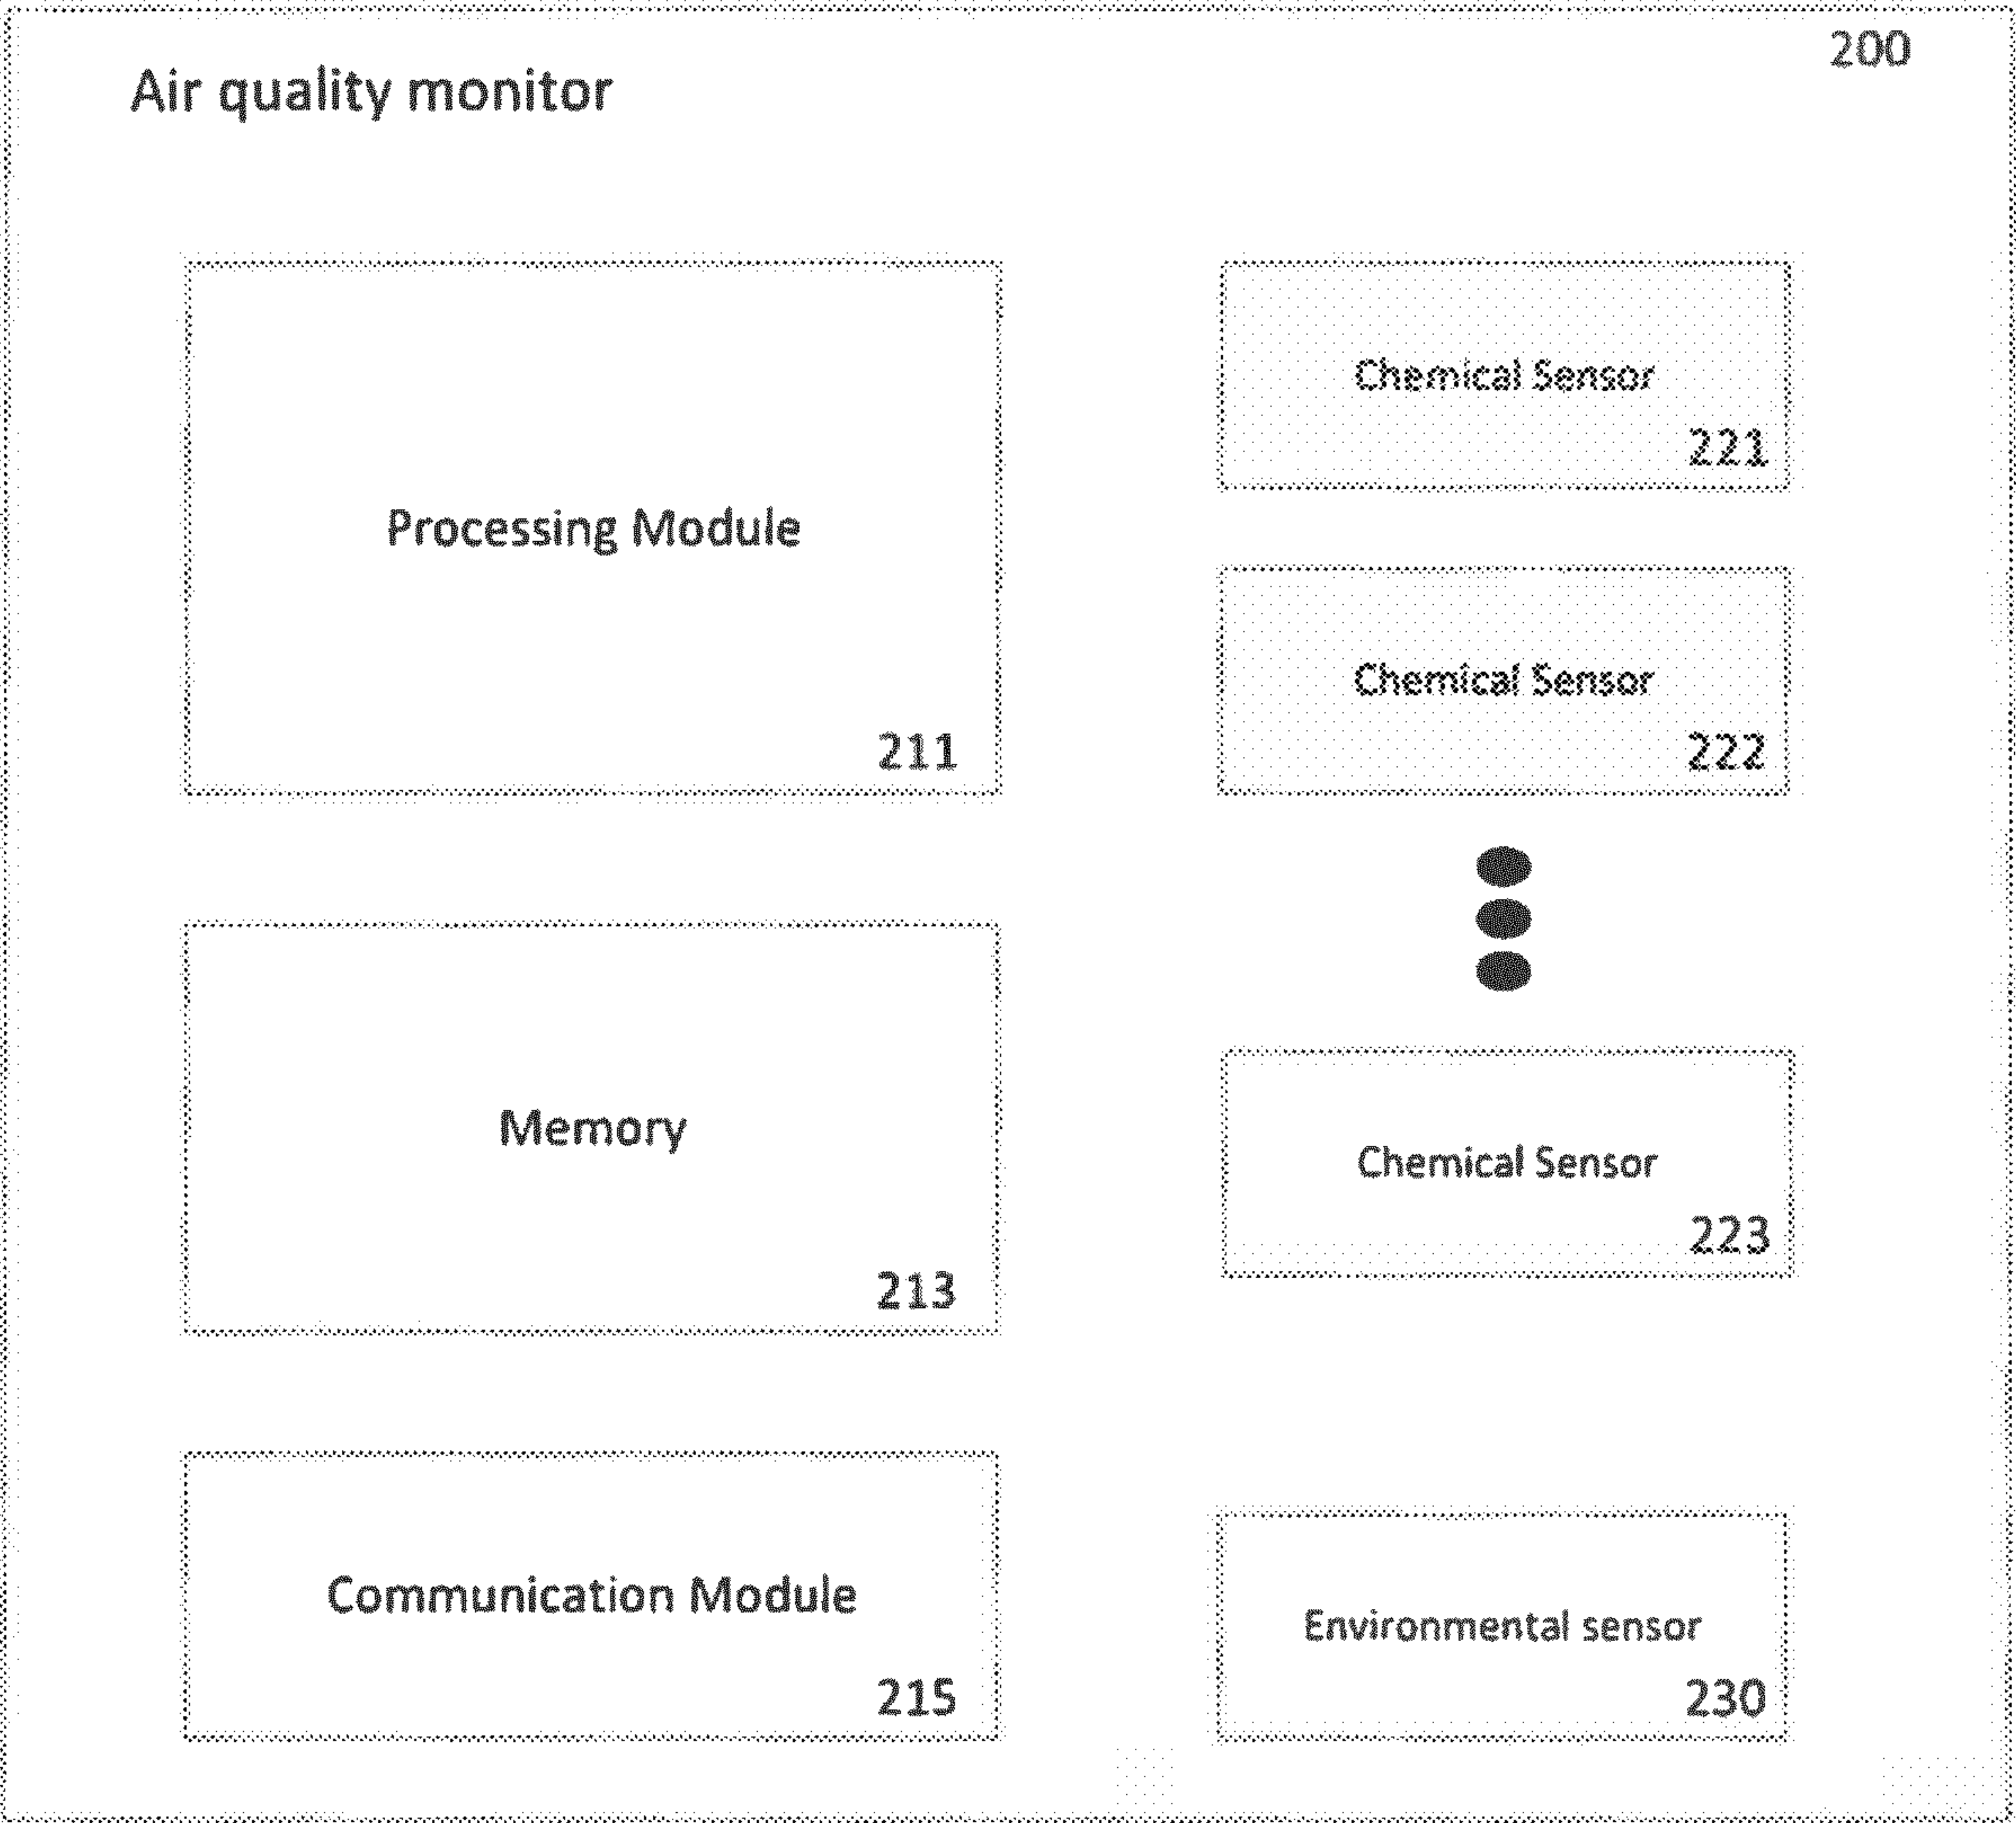 200
Air quality monitor
Processing Module
211
Memory
213
Communication Module
215
Chemical Sensor
221
Chemical Sensor
222
Chemical Sensor
223
Environmental sensor
230